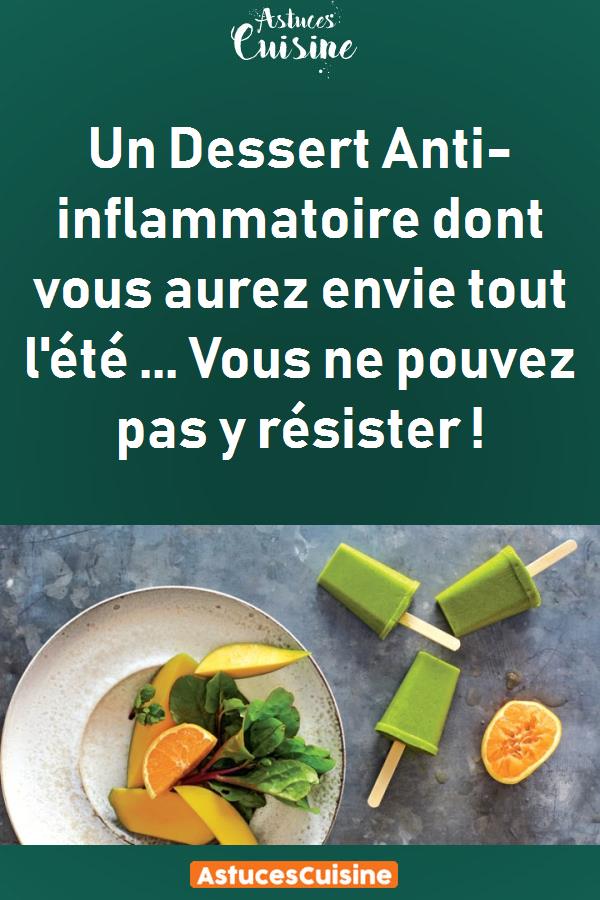 Astuces
Cuisine
Un Dessert Anti-
inflammatoire dont
vous aurez envie tout
l'été ... Vous ne pouvez
pas y résister !
AstucesCuisine